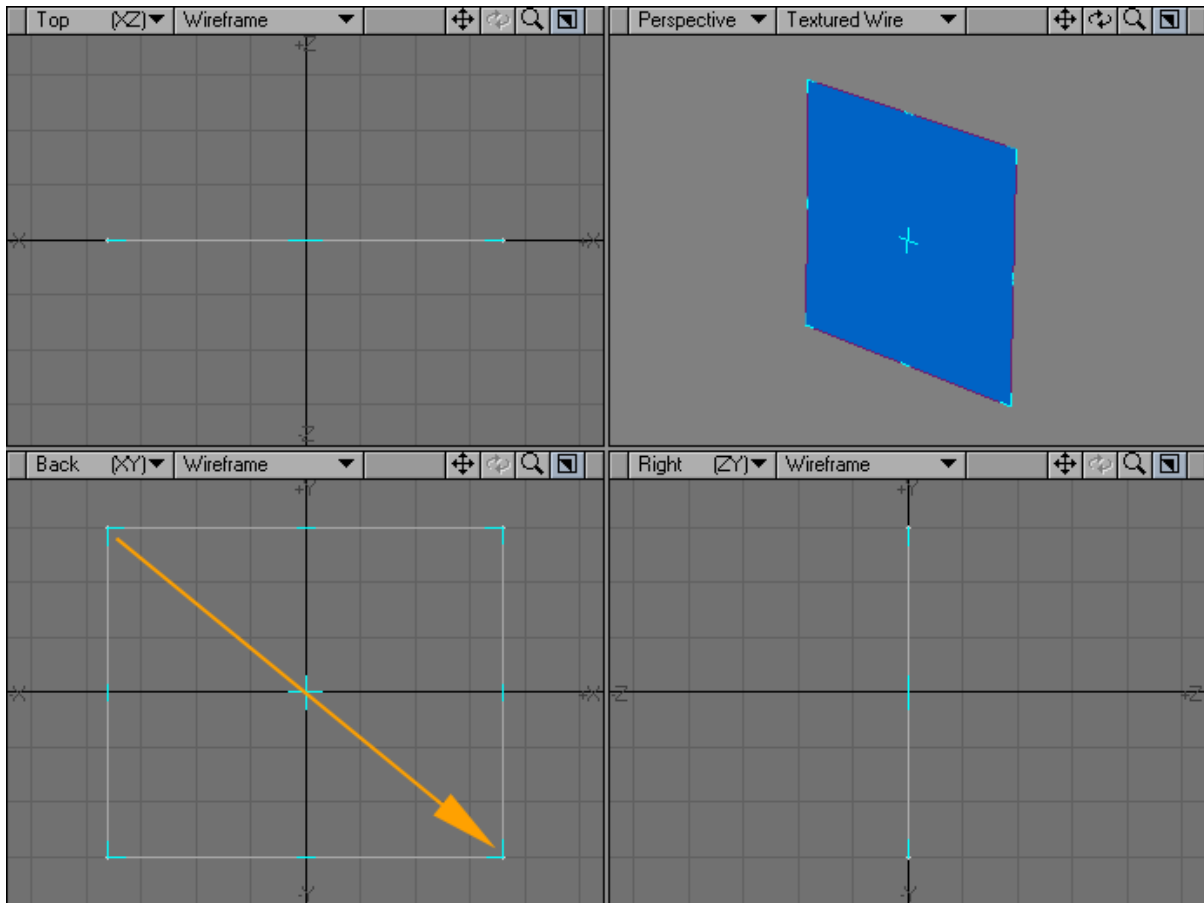 Top (XZ) Wireframe
Perspective Textured Wire
+Z
-X +X
-Z
Back (XY) Wireframe
Right (ZY) Wireframe
+Y
+Y
-X +X
-Z +Z
-Y
-Y